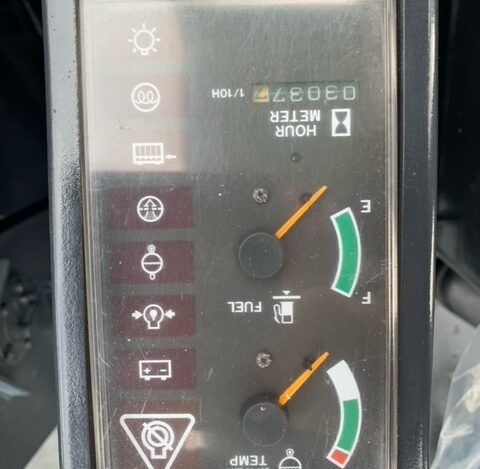 TEMP
F
FUEL
E
HOUR
METER
1/10H
03037